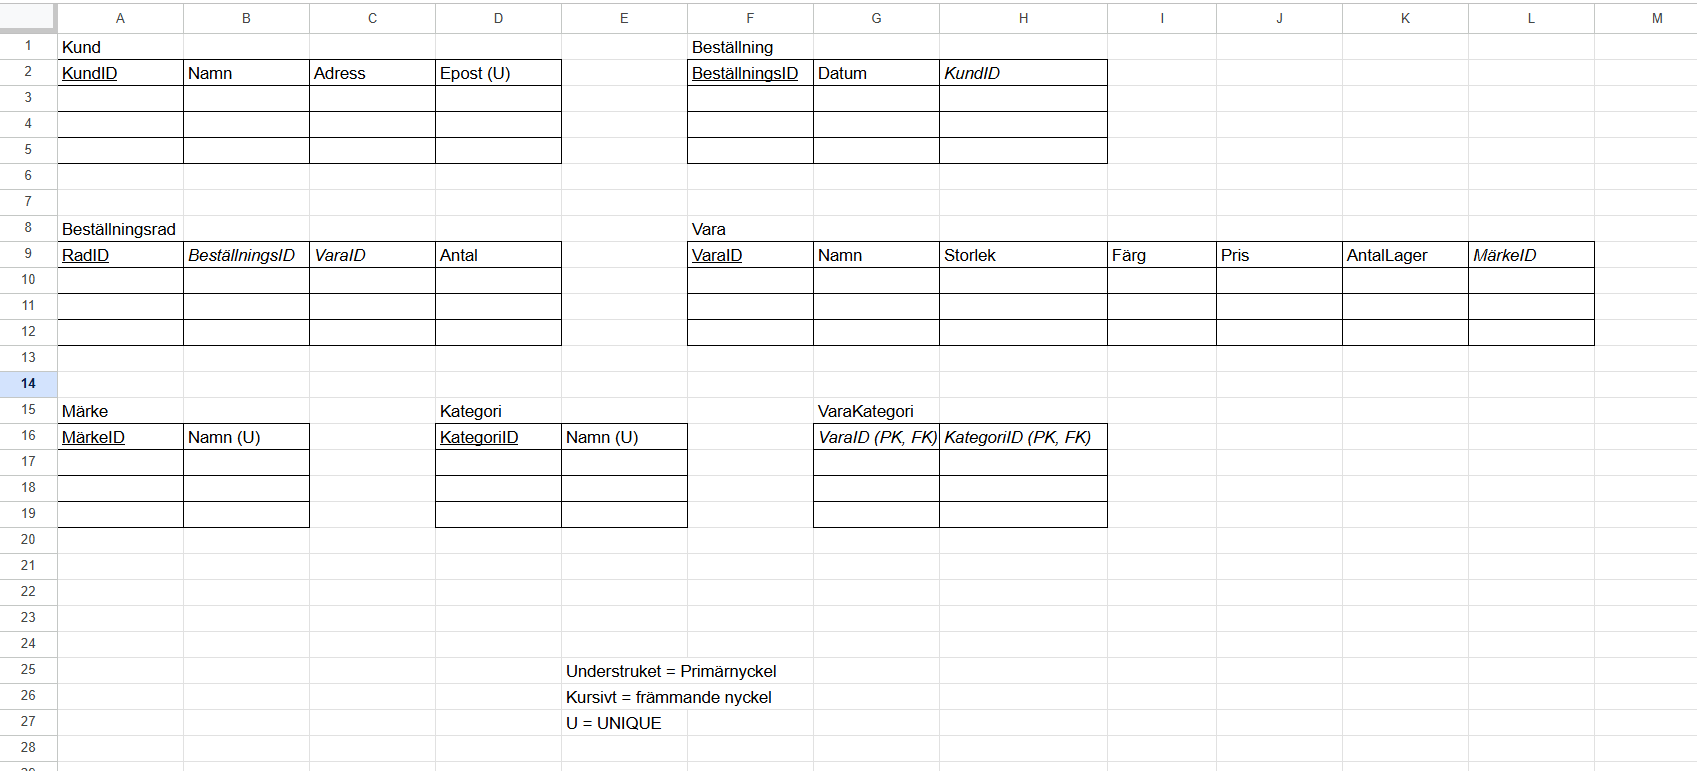 A B C D E F G H I J K L M
1 Kund Beställning
2 KundID Namn Adress Epost (U) BeställningsID Datum KundID
3
4
5
6
7
8 Beställningsrad Vara
9 RadID BeställningsID VaraID Antal VaraID Namn Storlek Färg Pris AntalLager MärkeID
10
11
12
13
14
15 Märke Kategori VaraKategori
16 MärkeID Namn (U) KategoriID Namn (U) VaraID (PK, FK) KategoriID (PK, FK)
17
18
19
20
21
22
23
24
25 Understruket = Primärnyckel
26 Kursivt = främmande nyckel
27 U = UNIQUE
28